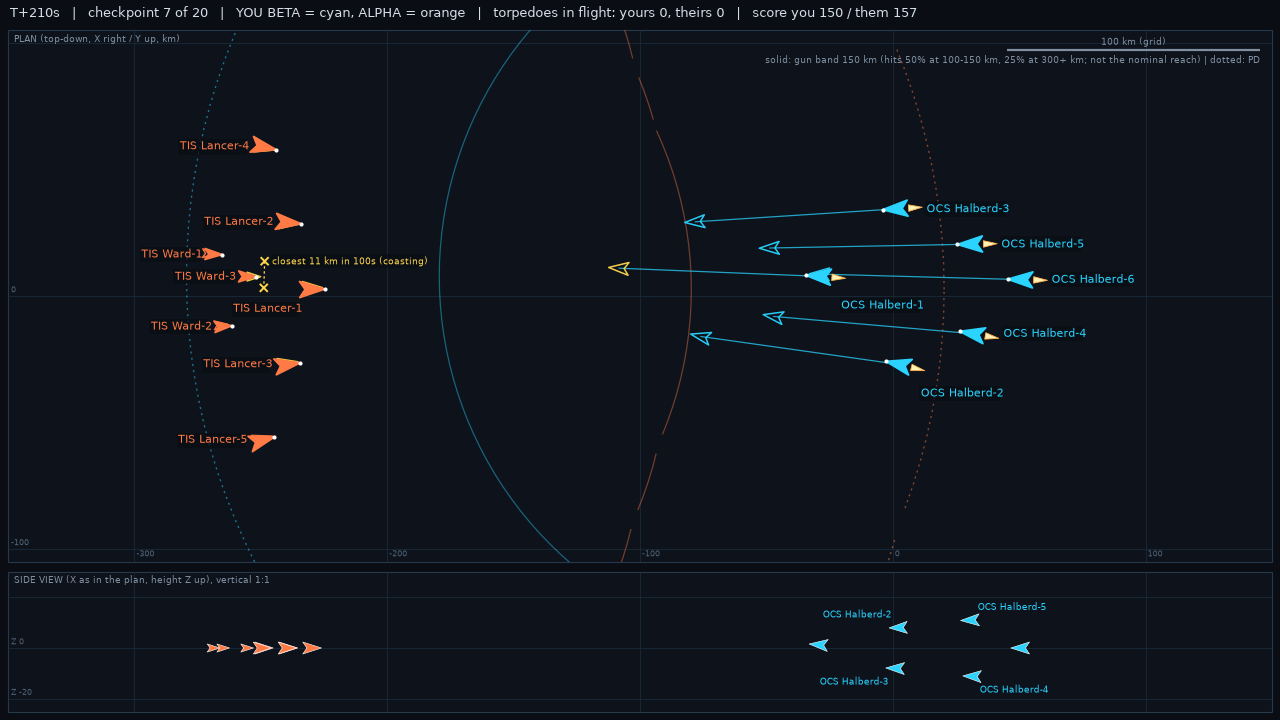 T+210s | checkpoint 7 of 20 | YOU BETA = cyan, ALPHA = orange | torpedoes in flight: yours 0, theirs 0 | score you 150 / them 157
PLAN (top-down, X right / Y up, km)
100 km (grid)
solid: gun band 150 km (hits 50% at 100-150 km, 25% at 300+ km; not the nominal reach) | dotted: PD
TIS Lancer-4
OCS Halberd-3
TIS Lancer-2
OCS Halberd-5
TIS Ward-1
closest 11 km in 100s (coasting)
TIS Ward-3
OCS Halberd-6
0
TIS Lancer-1
OCS Halberd-1
TIS Ward-2
OCS Halberd-4
TIS Lancer-3
OCS Halberd-2
TIS Lancer-5
-100
-300
-200
-100
0
100
SIDE VIEW (X as in the plan, height Z up), vertical 1:1
OCS Halberd-5
OCS Halberd-2
Z 0
OCS Halberd-3
OCS Halberd-4
Z -20